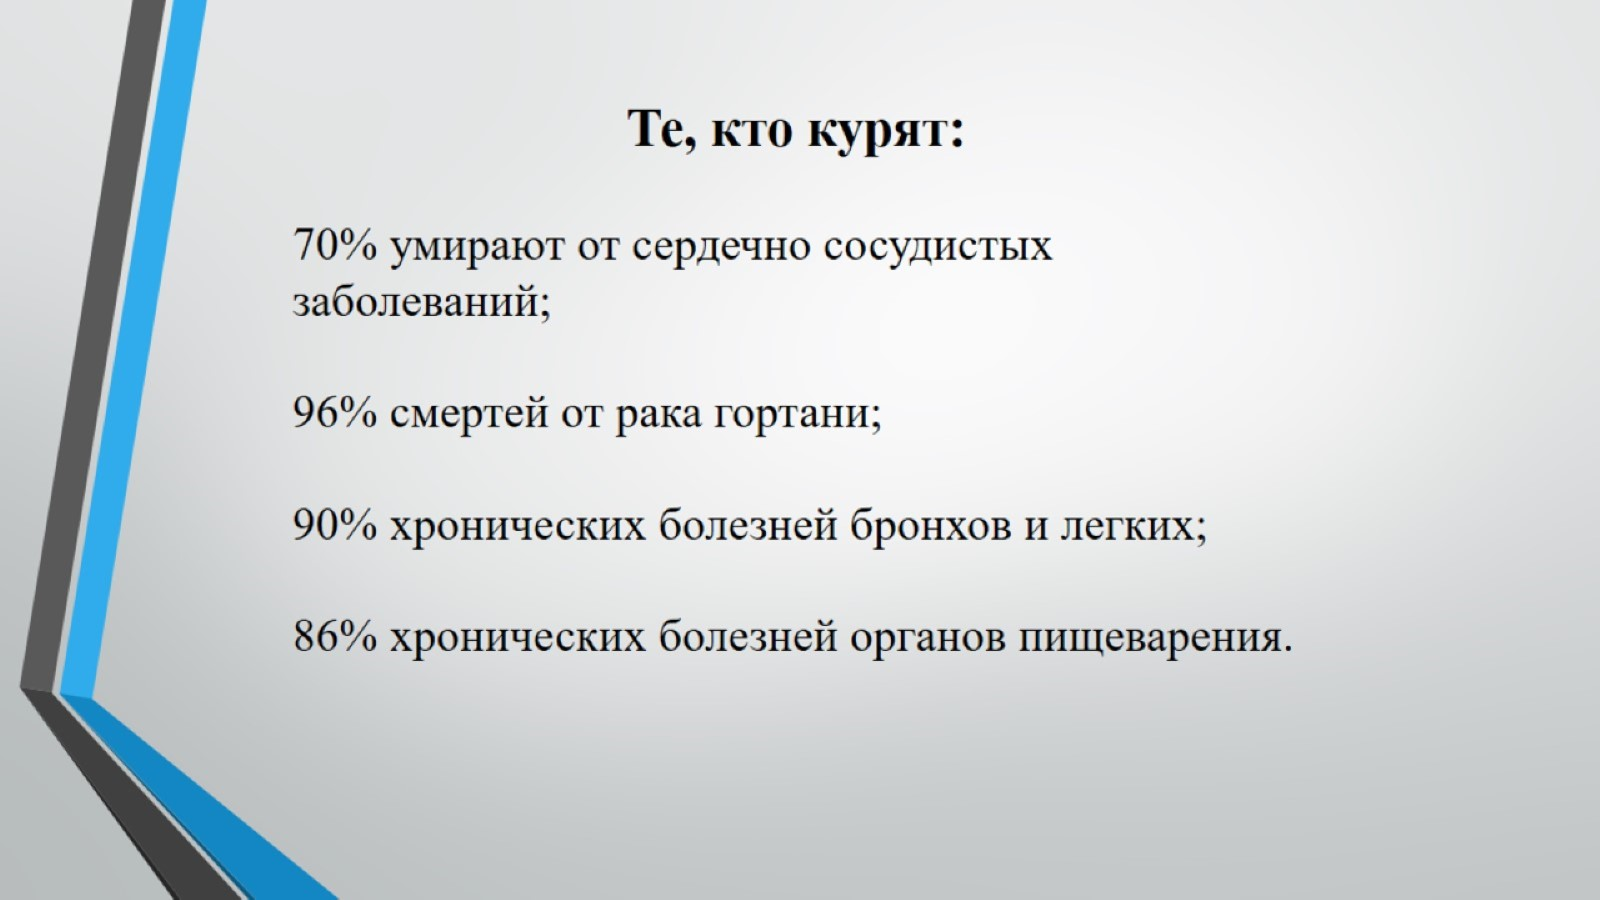 Те, кто курят:
70% умирают от сердечно сосудистых
заболеваний;
96% смертей от рака гортани;
90% хронических болезней бронхов и легких;
86% хронических болезней органов пищеварения.